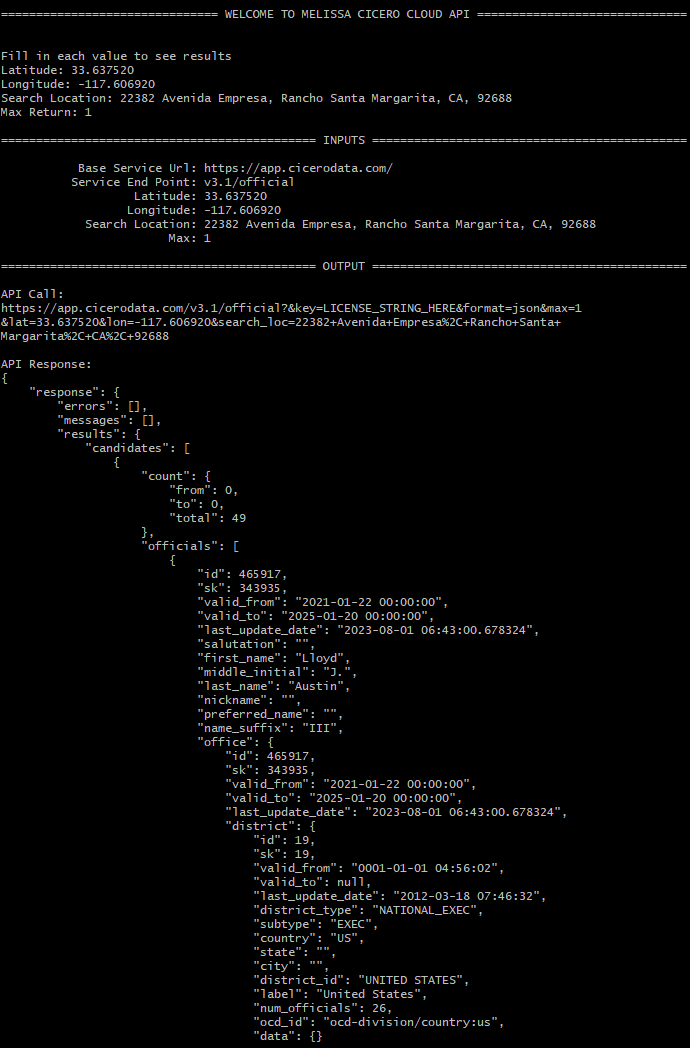 =============================== WELCOME TO MELISSA CICERO CLOUD API ==============================
Fill in each value to see results
Latitude: 33.637520
Longitude: -117.606920
Search Location: 22382 Avenida Empresa, Rancho Santa Margarita, CA, 92688
Max Return: 1
============================================= INPUTS =============================================
Base Service Url: https://app.cicerodata.com/
Service End Point: v3.1/official
Latitude: 33.637520
Longitude: -117.606920
Search Location: 22382 Avenida Empresa, Rancho Santa Margarita, CA, 92688
Max: 1
============================================= OUTPUT =============================================
API Call:
https://app.cicerodata.com/v3.1/official?&key=LICENSE_STRING_HERE&format=json&max=1
&lat=33.637520&lon=-117.606920&search_loc=22382+Avenida+Empresa%2C+Rancho+Santa+
Margarita%2C+CA%2C+92688
API Response:
{
    "response": {
        "errors": [],
        "messages": [],
        "results": {
            "candidates": [
                {
                    "count": {
                        "from": 0,
                        "to": 0,
                        "total": 49
                    },
                    "officials": [
                        {
                            "id": 465917,
                            "sk": 343935,
                            "valid_from": "2021-01-22 00:00:00",
                            "valid_to": "2025-01-20 00:00:00",
                            "last_update_date": "2023-08-01 06:43:00.678324",
                            "salutation": "",
                            "first_name": "Lloyd",
                            "middle_initial": "J.",
                            "last_name": "Austin",
                            "nickname": "",
                            "preferred_name": "",
                            "name_suffix": "III",
                            "office": {
                                "id": 465917,
                                "sk": 343935,
                                "valid_from": "2021-01-22 00:00:00",
                                "valid_to": "2025-01-20 00:00:00",
                                "last_update_date": "2023-08-01 06:43:00.678324",
                                "district": {
                                    "id": 19,
                                    "sk": 19,
                                    "valid_from": "0001-01-01 04:56:02",
                                    "valid_to": null,
                                    "last_update_date": "2012-03-18 07:46:32",
                                    "district_type": "NATIONAL_EXEC",
                                    "subtype": "EXEC",
                                    "country": "US",
                                    "state": "",
                                    "city": "",
                                    "district_id": "UNITED STATES",
                                    "label": "United States",
                                    "num_officials": 26,
                                    "ocd_id": "ocd-division/country:us",
                                    "data": {}